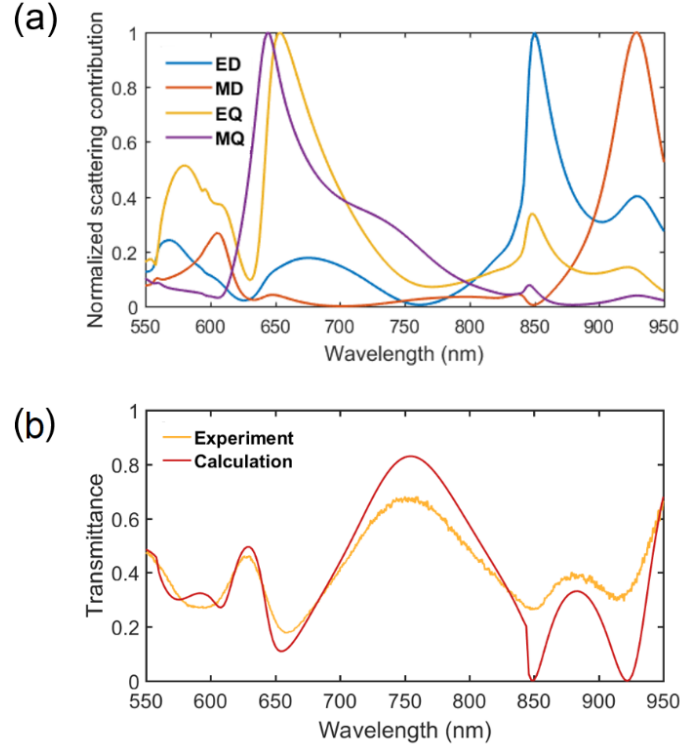 (a)
Normalized scattering contribution
1
0.8
0.6
0.4
0.2
0
ED
MD
EQ
MQ
550 600 650 700 750 800 850 900 950
Wavelength (nm)
(b)
Transmittance
1
0.8
0.6
0.4
0.2
0
Experiment
Calculation
550 600 650 700 750 800 850 900 950
Wavelength (nm)